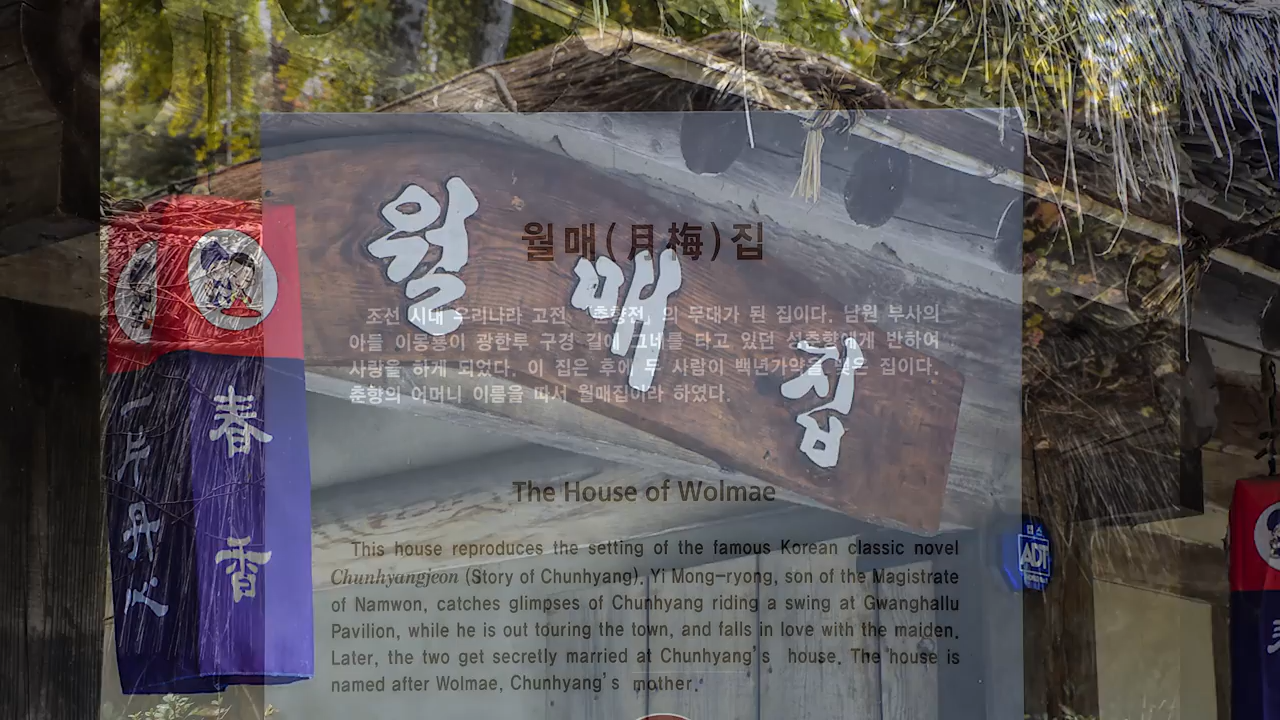 월매집
월매(月梅)집
조선 시대 우리나라 고전 「춘향전」의 무대가 된 집이다. 남원 부사의
아들 이몽룡이 광한루 구경 길에 그네를 타고 있던 성춘향에게 반하여
사랑을 하게 되었다. 이 집은 후에 두 사람이 백년가약을 맺은 집이다.
춘향의 어머니 이름을 따서 월매집이라 하였다.
The House of Wolmae
This house reproduces the setting of the famous Korean classic novel
Chunhyangjeon (Story of Chunhyang). Yi Mong-ryong, son of the Magistrate
of Namwon, catches glimpses of Chunhyang riding a swing at Gwanghallu
Pavilion, while he is out touring the town, and falls in love with the maiden.
Later, the two get secretly married at Chunhyang's house. The house is
named after Wolmae, Chunhyang's mother.
春香
一片丹心
캡스
ADT